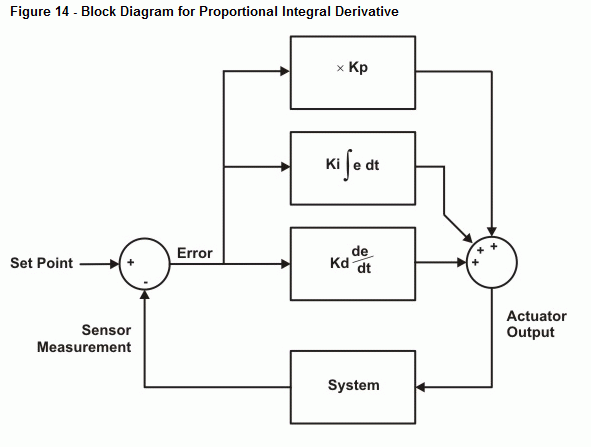 Figure 14 - Block Diagram for Proportional Integral Derivative
× Kp
Ki ∫ e dt
Set Point
+
-
Error
Kd de/dt
+ +
+
Sensor
Measurement
Actuator
Output
System